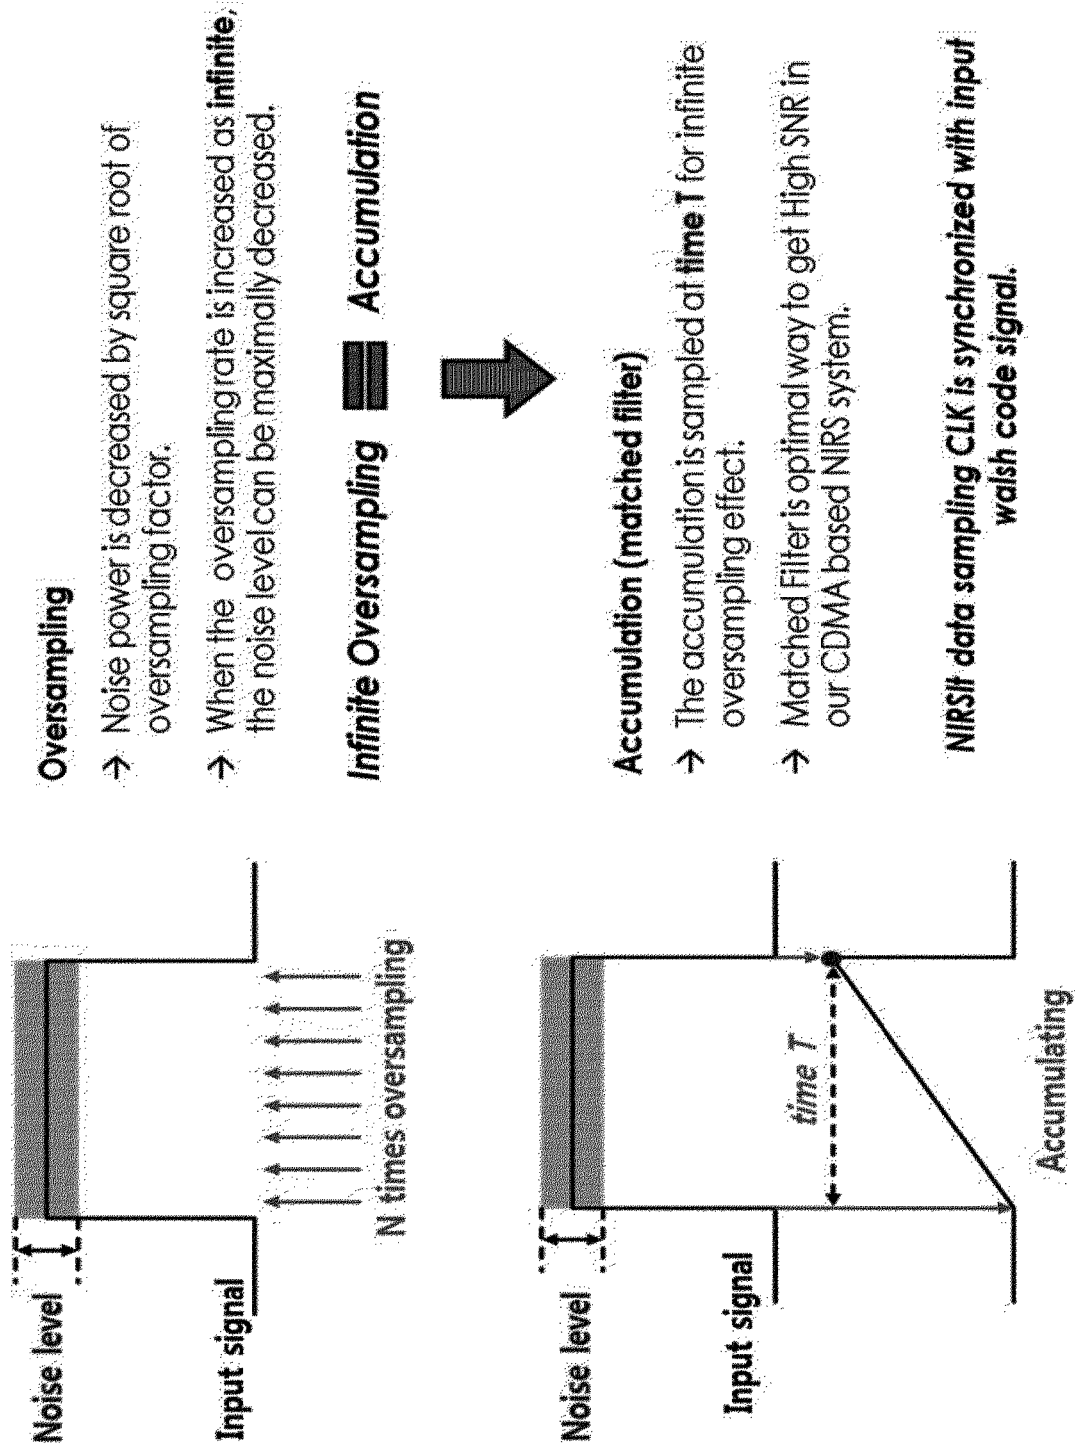 Noise level
Input signal
N times oversampling
Oversampling
→ Noise power is decreased by square root of
oversampling factor.
→ When the oversampling rate is increased as infinite,
the noise level can be maximally decreased.
Infinite Oversampling = Accumulation
Noise level
Input signal
time T
Accumulating
Accumulation (matched filter)
→ The accumulation is sampled at time T for infinite
oversampling effect.
→ Matched Filter is optimal way to get High SNR in
our CDMA based NIRS system.
NIRSIt data sampling CLK is synchronized with input
walsh code signal.